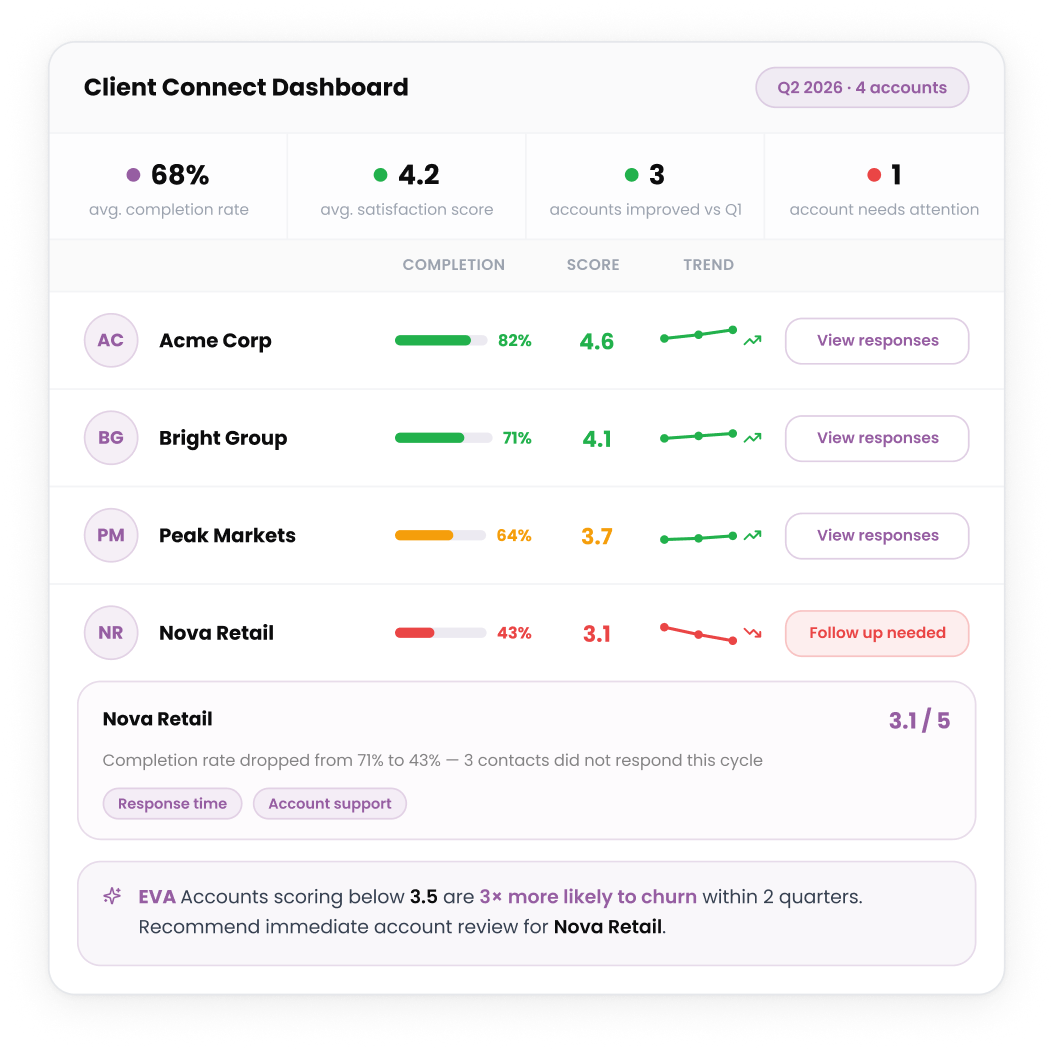 Client Connect Dashboard
Q2 2026 · 4 accounts
68%
avg. completion rate
4.2
avg. satisfaction score
3
accounts improved vs Q1
1
account needs attention
COMPLETION SCORE TREND
AC Acme Corp 82% 4.6 View responses
BG Bright Group 71% 4.1 View responses
PM Peak Markets 64% 3.7 View responses
NR Nova Retail 43% 3.1 Follow up needed
Nova Retail 3.1 / 5
Completion rate dropped from 71% to 43% — 3 contacts did not respond this cycle
Response time Account support
EVA Accounts scoring below 3.5 are 3× more likely to churn within 2 quarters.
Recommend immediate account review for Nova Retail.